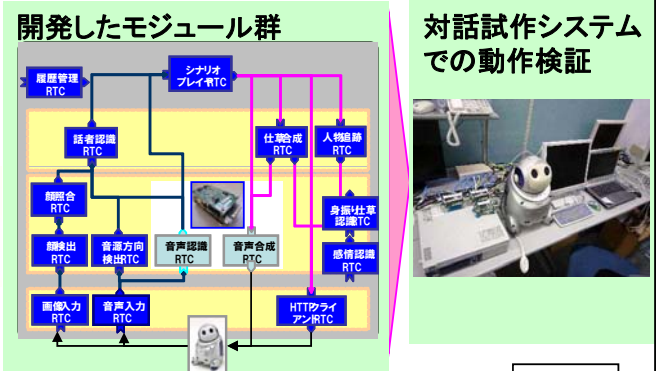 開発したモジュール群
対話試作システム
での動作検証
履歴管理
RTC
シナリオ
プレイヤRTC
話者認識
RTC
仕草合成
RTC
人物追跡
RTC
顔照合
RTC
身振り仕草
認識RTC
顔検出
RTC
音源方向
検出RTC
音声認識
RTC
音声合成
RTC
感情認識
RTC
画像入力
RTC
音声入力
RTC
HTTPクライ
アントRTC